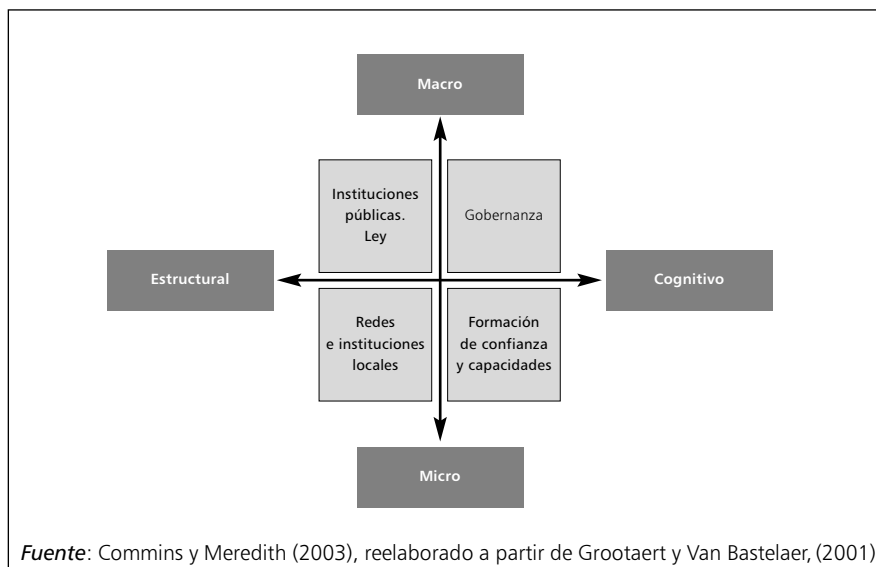 Macro
Instituciones
públicas.
Ley
Gobernanza
Estructural
Cognitivo
Redes
e instituciones
locales
Formación
de confianza
y capacidades
Micro
Fuente: Commins y Meredith (2003), reelaborado a partir de Grootaert y Van Bastelaer, (2001)